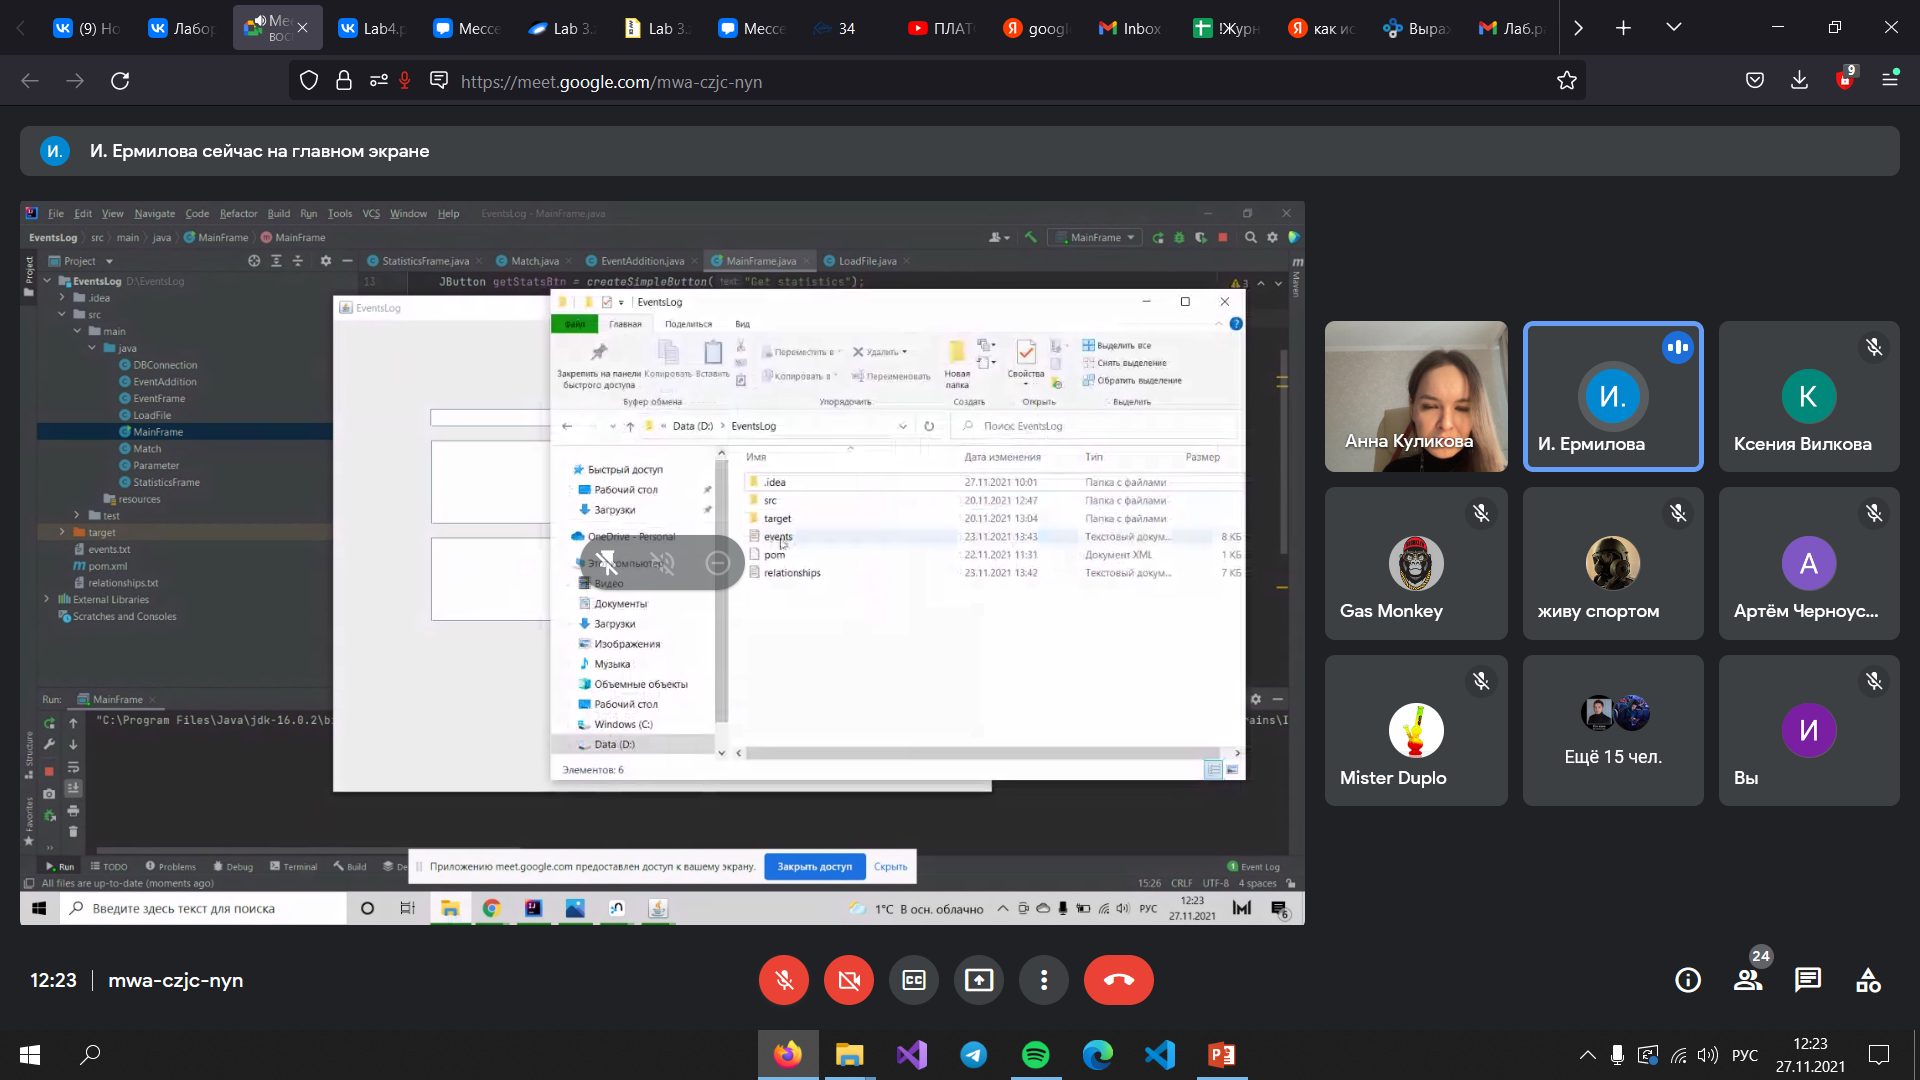 (9) Но
Лабор
Mee
ВОСП
Lab4.p
Мессе
Lab 3.
Lab 3.
Мессе
34
ПЛАТ
googl
Inbox
!Журн
как ис
Выраж
Лаб.ра
https://meet.google.com/mwa-czjc-nyn
9
И.
И. Ермилова сейчас на главном экране
File Edit View Navigate Code Refactor Build Run Tools VCS Window Help EventsLog - MainFrame.java
EventsLog src main java MainFrame MainFrame
MainFrame
Project
StatisticsFrame.java Match.java EventAddition.java MainFrame.java LoadFile.java
Project
Maven
EventsLog D:\EventsLog
13 JButton getStatsBtn = createSimpleButton( text: "Get statistics");
3
.idea
src
main
java
DBConnection
EventAddition
EventFrame
LoadFile
MainFrame
Match
Parameter
StatisticsFrame
resources
test
target
events.txt
pom.xml
relationships.txt
External Libraries
Scratches and Consoles
EventsLog
EventsLog
Файл Главная Поделиться Вид
Закрепить на панели быстрого доступа
Копировать
Вставить
Переместить в
Копировать в
Удалить
Переименовать
Новая папка
Свойства
Выделить все
Снять выделение
Обратить выделение
Буфер обмена Упорядочить Создать Открыть Выделить
« Data (D:) > EventsLog
Поиск: EventsLog
Имя Дата изменения Тип Размер
.idea 27.11.2021 10:01 Папка с файлами
src 20.11.2021 12:47 Папка с файлами
target 20.11.2021 13:04 Папка с файлами
events 23.11.2021 13:43 Текстовый докум... 8 КБ
pom 22.11.2021 11:31 Документ XML 1 КБ
relationships 23.11.2021 13:42 Текстовый докум... 7 КБ
Быстрый доступ
Рабочий стол
Загрузки
OneDrive - Personal
Этот компьютер
Видео
Документы
Загрузки
Изображения
Музыка
Объемные объекты
Рабочий стол
Windows (C:)
Data (D:)
Элементов: 6
Run: MainFrame
"C:\Program Files\Java\jdk-16.0.2\b
ains\I
Structure
Favorites
Run TODO Problems Debug Terminal Build De
1 Event Log
All files are up-to-date (moments ago)
15:26 CRLF UTF-8 4 spaces
Приложению meet.google.com предоставлен доступ к вашему экрану.
Закрыть доступ
Скрыть
Введите здесь текст для поиска
1°C В осн. облачно
РУС
12:23
27.11.2021
6
Анна Куликова
И.
И. Ермилова
К
Ксения Вилкова
Gas Monkey
живу спортом
А
Артём Черноус...
Mister Duplo
Ещё 15 чел.
И
Вы
12:23 | mwa-czjc-nyn
24
РУС
12:23
27.11.2021